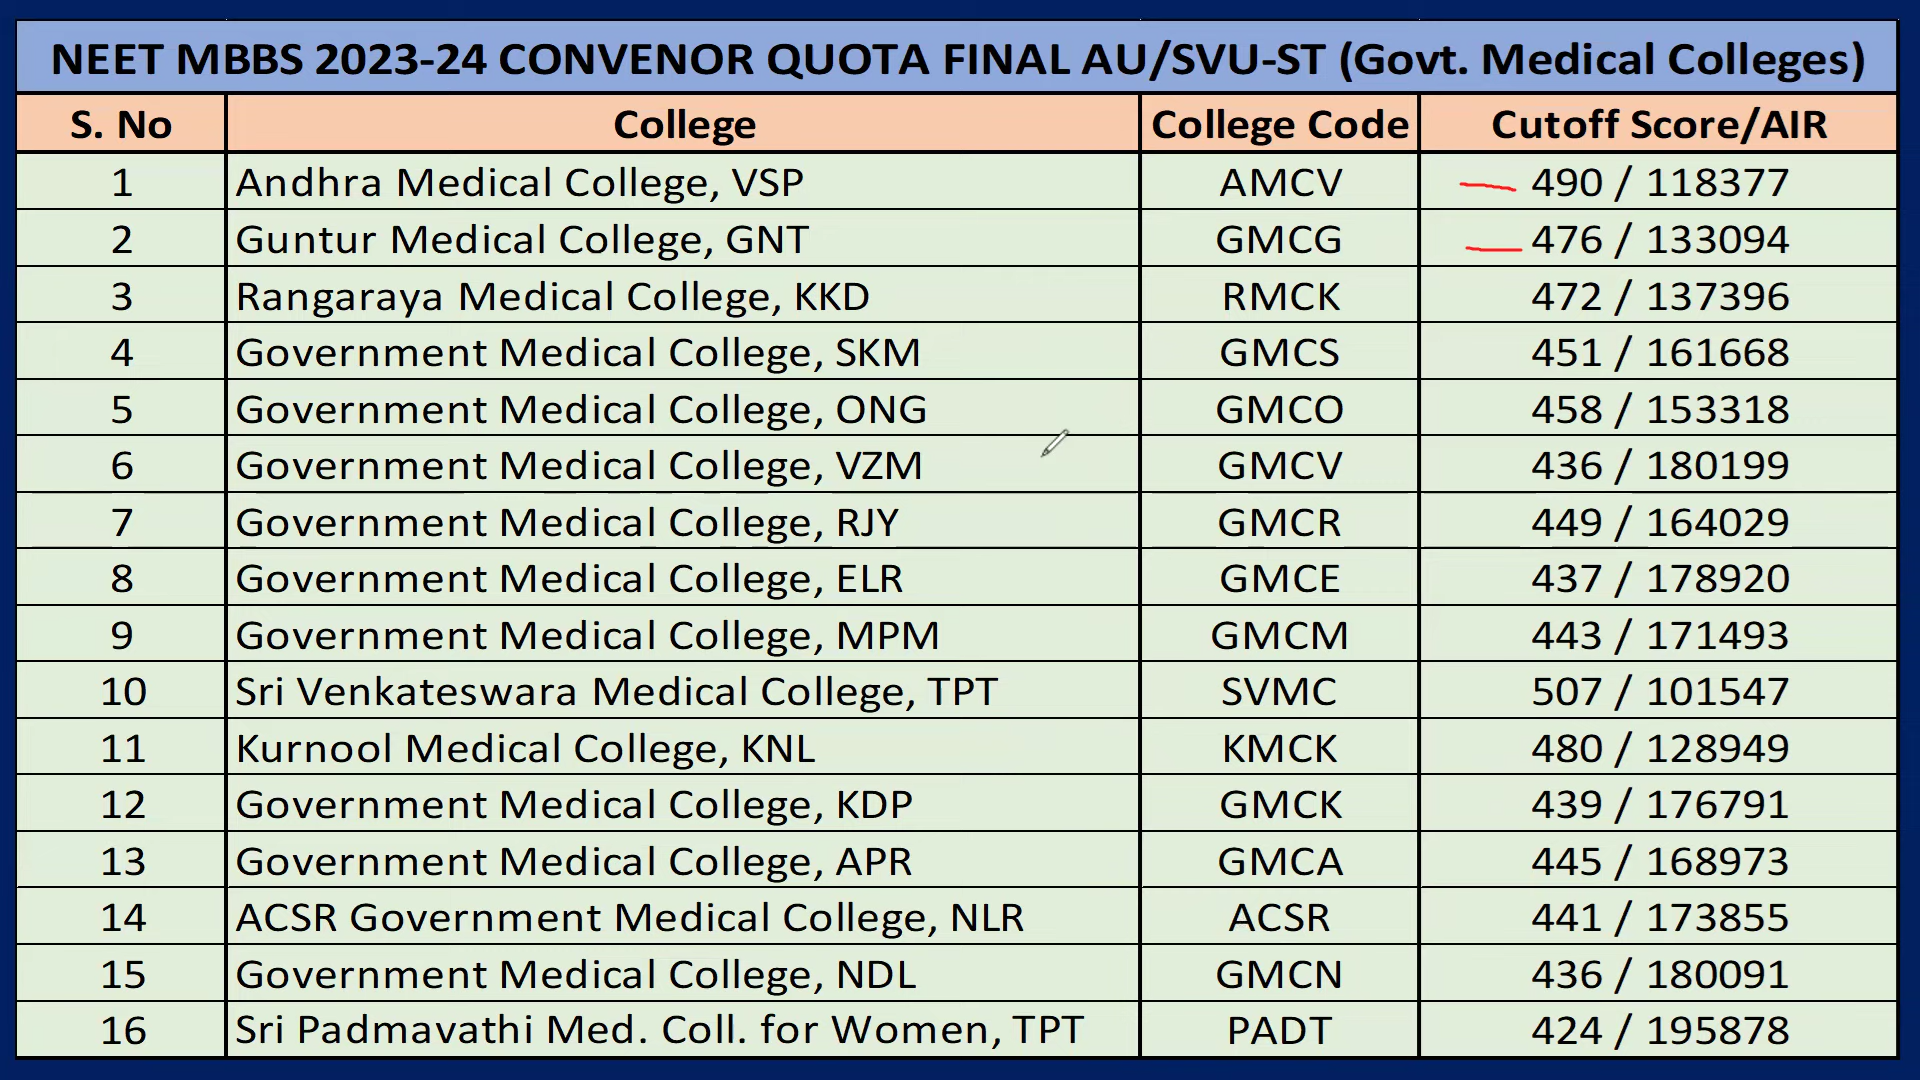 NEET MBBS 2023-24 CONVENOR QUOTA FINAL AU/SVU-ST (Govt. Medical Colleges)
S. No College College Code Cutoff Score/AIR
1 Andhra Medical College, VSP AMCV 490 / 118377
2 Guntur Medical College, GNT GMCG 476 / 133094
3 Rangaraya Medical College, KKD RMCK 472 / 137396
4 Government Medical College, SKM GMCS 451 / 161668
5 Government Medical College, ONG GMCO 458 / 153318
6 Government Medical College, VZM GMCV 436 / 180199
7 Government Medical College, RJY GMCR 449 / 164029
8 Government Medical College, ELR GMCE 437 / 178920
9 Government Medical College, MPM GMCM 443 / 171493
10 Sri Venkateswara Medical College, TPT SVMC 507 / 101547
11 Kurnool Medical College, KNL KMCK 480 / 128949
12 Government Medical College, KDP GMCK 439 / 176791
13 Government Medical College, APR GMCA 445 / 168973
14 ACSR Government Medical College, NLR ACSR 441 / 173855
15 Government Medical College, NDL GMCN 436 / 180091
16 Sri Padmavathi Med. Coll. for Women, TPT PADT 424 / 195878